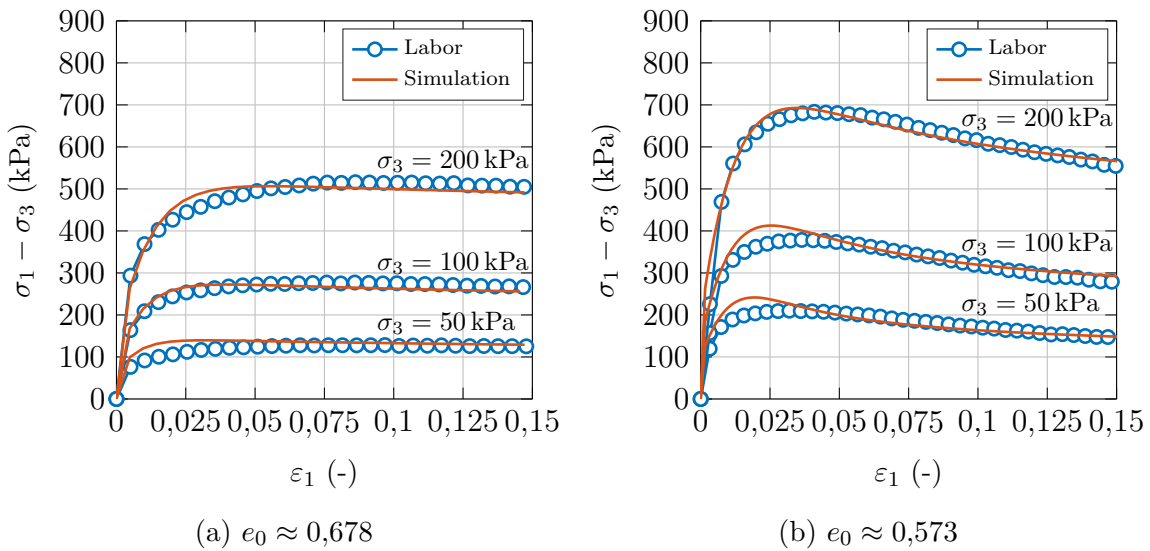 900
800
700
600
500
400
300
200
100
0
σ₁ − σ₃ (kPa)
Labor
Simulation
σ₃ = 200 kPa
σ₃ = 100 kPa
σ₃ = 50 kPa
0 0,025 0,05 0,075 0,1 0,125 0,15
ε₁ (-)
(a) e₀ ≈ 0,678
900
800
700
600
500
400
300
200
100
0
σ₁ − σ₃ (kPa)
Labor
Simulation
σ₃ = 200 kPa
σ₃ = 100 kPa
σ₃ = 50 kPa
0 0,025 0,05 0,075 0,1 0,125 0,15
ε₁ (-)
(b) e₀ ≈ 0,573